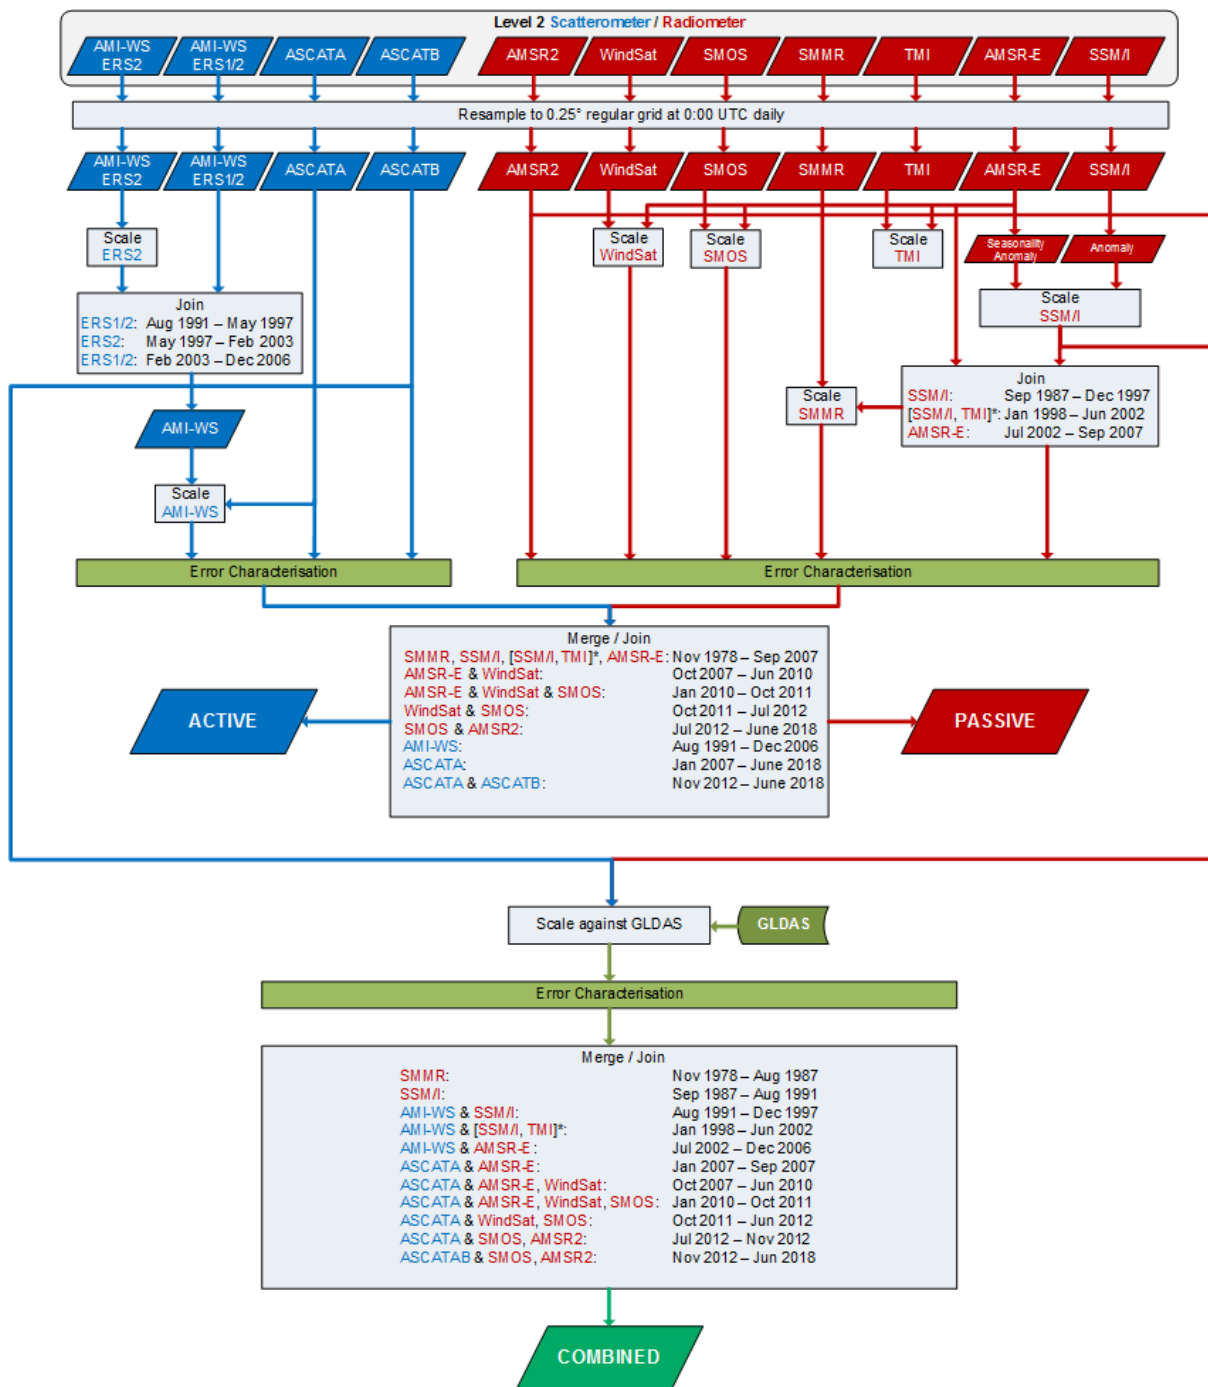 Level 2 Scatterometer / Radiometer
AMI-WS
ERS2
AMI-WS
ERS1/2
ASCATA
ASCATB
AMSR2
WindSat
SMOS
SMMR
TMI
AMSR-E
SSM/I
Resample to 0.25° regular grid at 0:00 UTC daily
AMI-WS
ERS2
AMI-WS
ERS1/2
ASCATA
ASCATB
AMSR2
WindSat
SMOS
SMMR
TMI
AMSR-E
SSM/I
Scale
ERS2
Scale
WindSat
Scale
SMOS
Scale
TMI
Seasonality
Anomaly
Anomaly
Scale
SSM/I
Join
ERS1/2: Aug 1991 – May 1997
ERS2: May 1997 – Feb 2003
ERS1/2: Feb 2003 – Dec 2006
Join
SSM/I: Sep 1987 – Dec 1997
[SSM/I, TMI]*: Jan 1998 – Jun 2002
AMSR-E: Jul 2002 – Sep 2007
Scale
SMMR
AMI-WS
Scale
AMI-WS
Error Characterisation
Error Characterisation
Merge / Join
SMMR, SSM/I, [SSM/I, TMI]*, AMSR-E: Nov 1978 – Sep 2007
AMSR-E & WindSat: Oct 2007 – Jun 2010
AMSR-E & WindSat & SMOS: Jan 2010 – Oct 2011
WindSat & SMOS: Oct 2011 – Jul 2012
SMOS & AMSR2: Jul 2012 – June 2018
AMI-WS: Aug 1991 – Dec 2006
ASCATA: Jan 2007 – June 2018
ASCATA & ASCATB: Nov 2012 – June 2018
ACTIVE
PASSIVE
Scale against GLDAS
GLDAS
Error Characterisation
Merge / Join
SMMR: Nov 1978 – Aug 1987
SSM/I: Sep 1987 – Aug 1991
AMI-WS & SSM/I: Aug 1991 – Dec 1997
AMI-WS & [SSM/I, TMI]*: Jan 1998 – Jun 2002
AMI-WS & AMSR-E: Jul 2002 – Dec 2006
ASCATA & AMSR-E: Jan 2007 – Sep 2007
ASCATA & AMSR-E, WindSat: Oct 2007 – Jun 2010
ASCATA & AMSR-E, WindSat, SMOS: Jan 2010 – Oct 2011
ASCATA & WindSat, SMOS: Oct 2011 – Jun 2012
ASCATA & SMOS, AMSR2: Jul 2012 – Nov 2012
ASCATAB & SMOS, AMSR2: Nov 2012 – Jun 2018
COMBINED